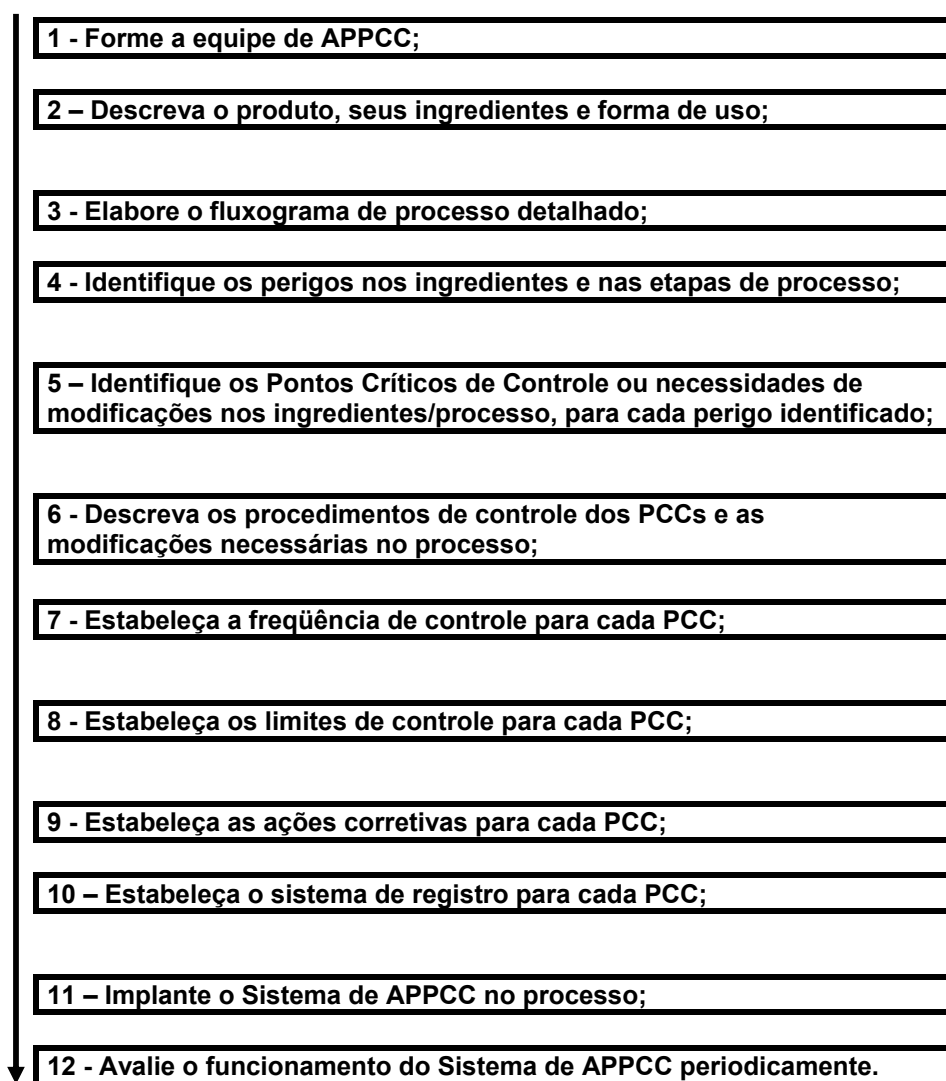 1 - Forme a equipe de APPCC;
2 – Descreva o produto, seus ingredientes e forma de uso;
3 - Elabore o fluxograma de processo detalhado;
4 - Identifique os perigos nos ingredientes e nas etapas de processo;
5 – Identifique os Pontos Críticos de Controle ou necessidades de
modificações nos ingredientes/processo, para cada perigo identificado;
6 - Descreva os procedimentos de controle dos PCCs e as
modificações necessárias no processo;
7 - Estabeleça a freqüência de controle para cada PCC;
8 - Estabeleça os limites de controle para cada PCC;
9 - Estabeleça as ações corretivas para cada PCC;
10 – Estabeleça o sistema de registro para cada PCC;
11 – Implante o Sistema de APPCC no processo;
12 - Avalie o funcionamento do Sistema de APPCC periodicamente.